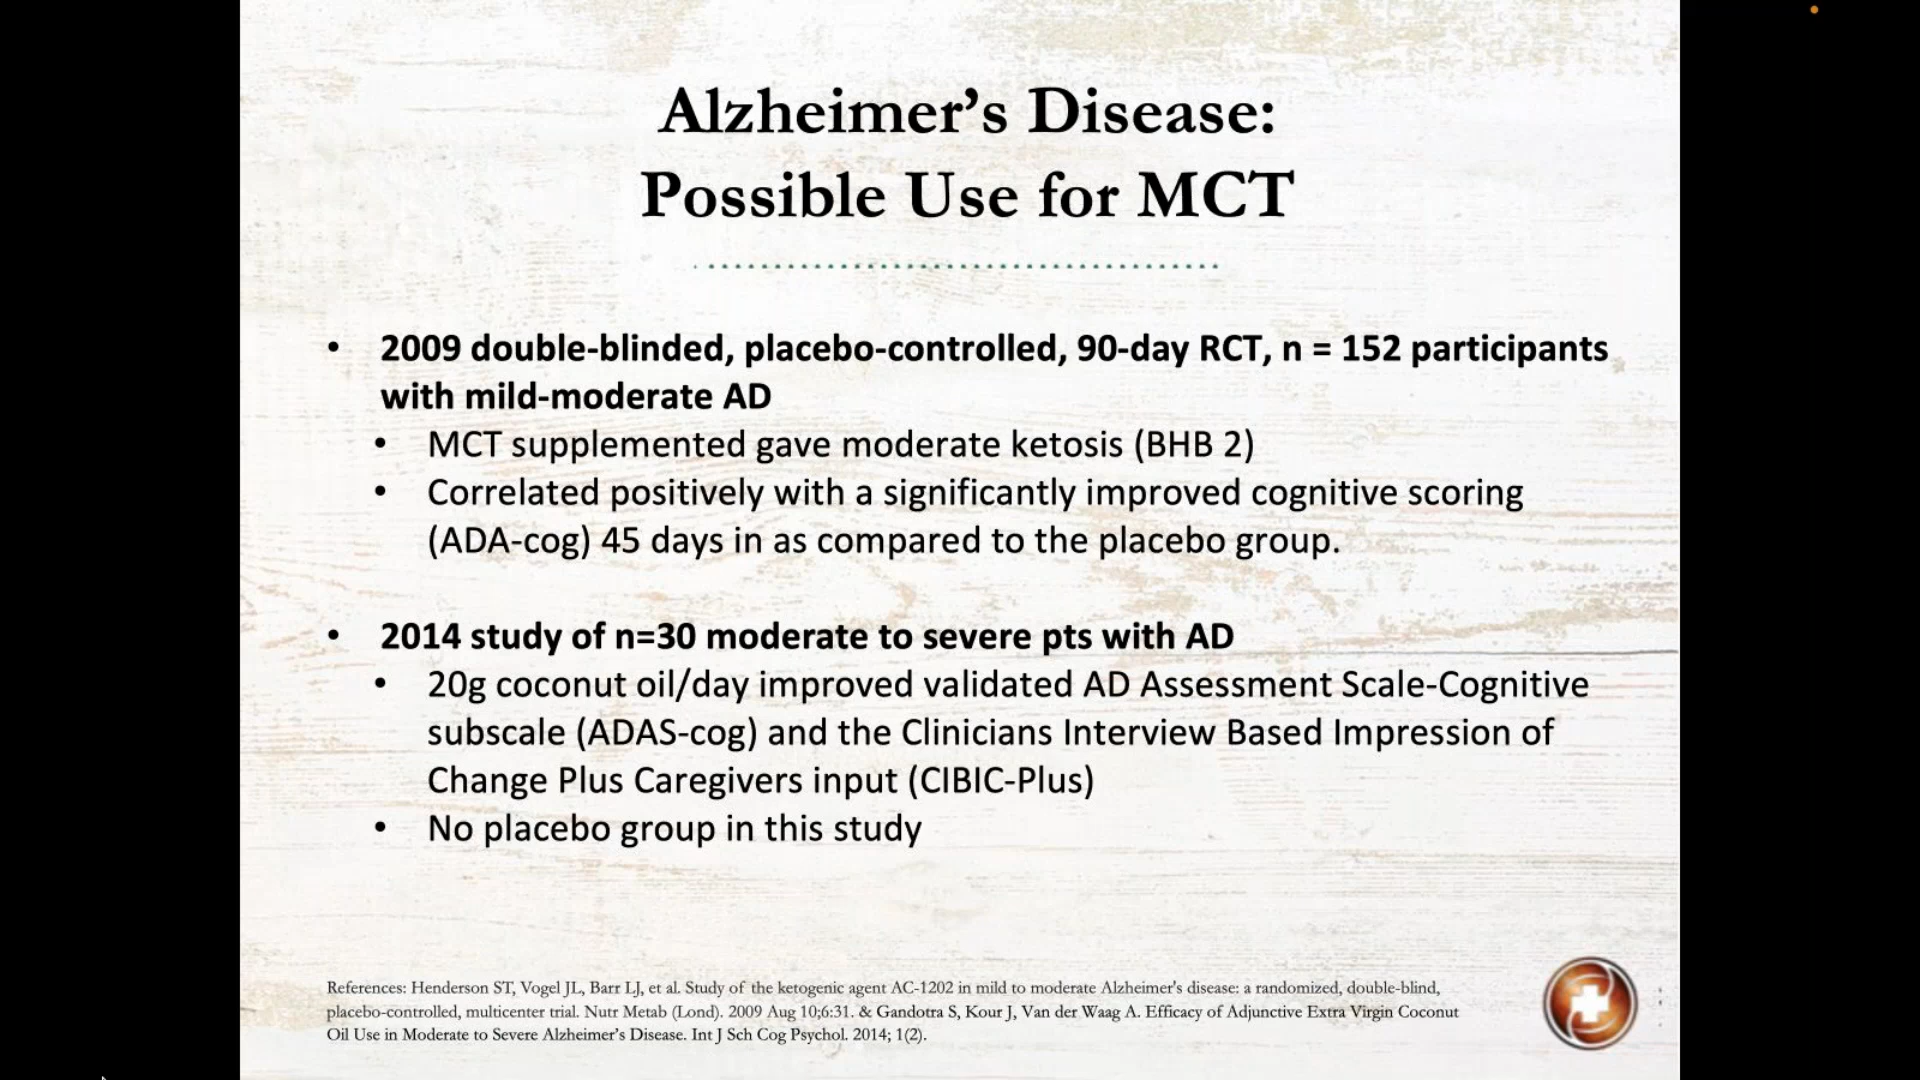 Alzheimer’s Disease:
Possible Use for MCT
• 2009 double-blinded, placebo-controlled, 90-day RCT, n = 152 participants
with mild-moderate AD
• MCT supplemented gave moderate ketosis (BHB 2)
• Correlated positively with a significantly improved cognitive scoring
(ADA-cog) 45 days in as compared to the placebo group.
• 2014 study of n=30 moderate to severe pts with AD
• 20g coconut oil/day improved validated AD Assessment Scale-Cognitive
subscale (ADAS-cog) and the Clinicians Interview Based Impression of
Change Plus Caregivers input (CIBIC-Plus)
• No placebo group in this study
References: Henderson ST, Vogel JL, Barr LJ, et al. Study of the ketogenic agent AC-1202 in mild to moderate Alzheimer's disease: a randomized, double-blind,
placebo-controlled, multicenter trial. Nutr Metab (Lond). 2009 Aug 10;6:31. & Gandotra S, Kour J, Van der Waag A. Efficacy of Adjunctive Extra Virgin Coconut
Oil Use in Moderate to Severe Alzheimer's Disease. Int J Sch Cog Psychol. 2014; 1(2).